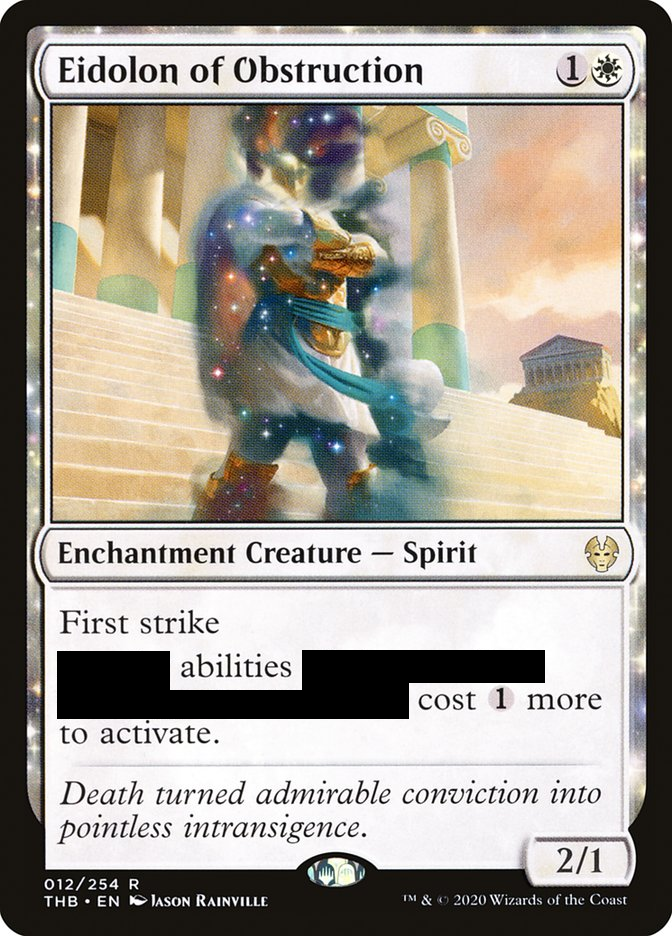 Eidolon of Obstruction 1
Enchantment Creature — Spirit
First strike
abilities
cost 1 more
to activate.
Death turned admirable conviction into
pointless intransigence.
2/1
012/254 R
THB • EN Jason Rainville
™ & © 2020 Wizards of the Coast